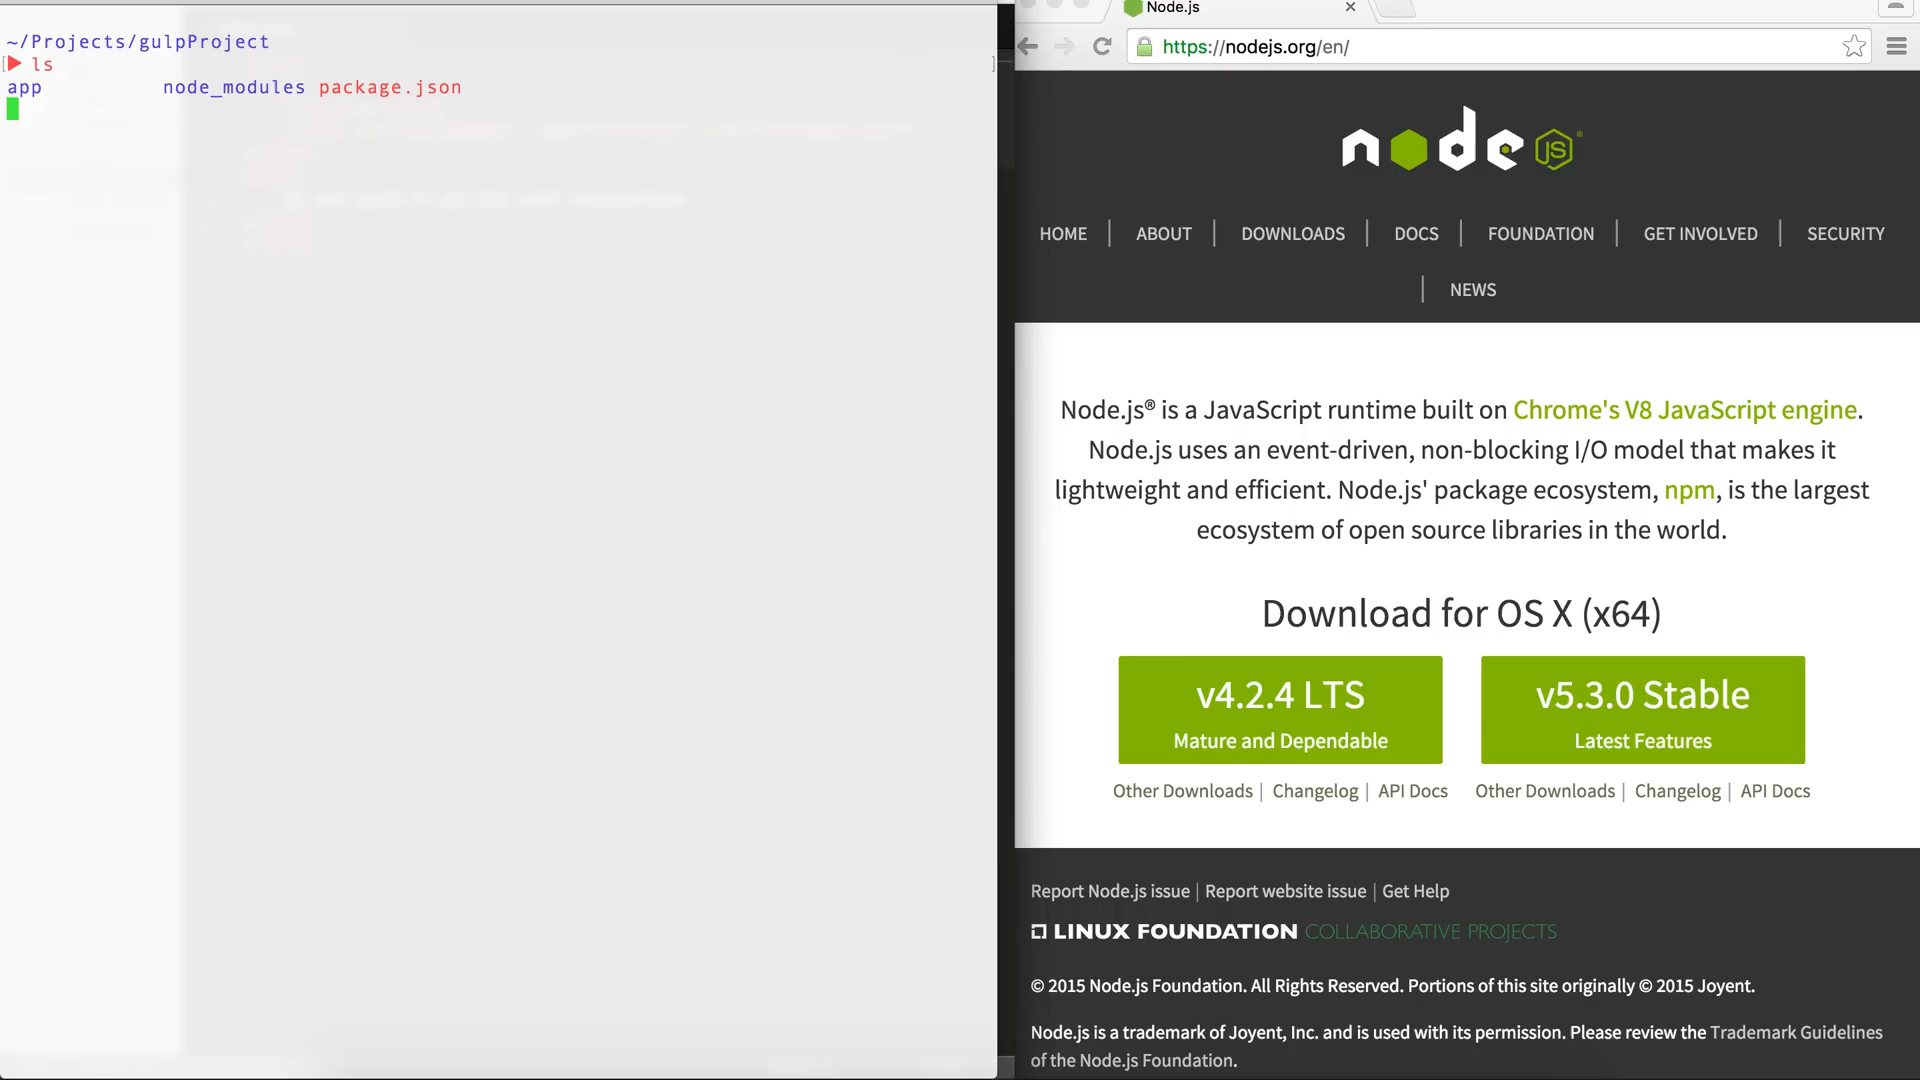 ~/Projects/gulpProject
ls
app node_modules package.json
Node.js
https://nodejs.org/en/
node JS
HOME | ABOUT | DOWNLOADS | DOCS | FOUNDATION | GET INVOLVED | SECURITY
| NEWS
Node.js® is a JavaScript runtime built on Chrome's V8 JavaScript engine.
Node.js uses an event-driven, non-blocking I/O model that makes it
lightweight and efficient. Node.js' package ecosystem, npm, is the largest
ecosystem of open source libraries in the world.
Download for OS X (x64)
v4.2.4 LTS
Mature and Dependable
v5.3.0 Stable
Latest Features
Other Downloads | Changelog | API Docs
Other Downloads | Changelog | API Docs
Report Node.js issue | Report website issue | Get Help
LINUX FOUNDATION COLLABORATIVE PROJECTS
© 2015 Node.js Foundation. All Rights Reserved. Portions of this site originally © 2015 Joyent.
Node.js is a trademark of Joyent, Inc. and is used with its permission. Please review the Trademark Guidelines
of the Node.js Foundation.